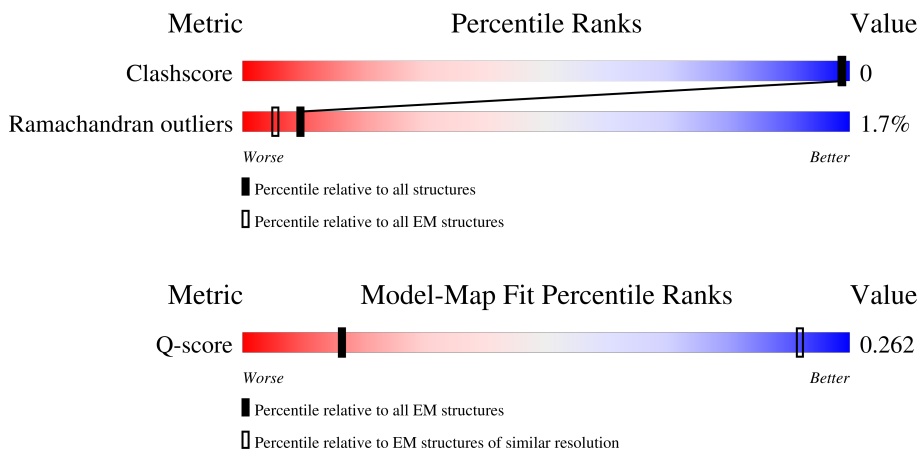 Metric Percentile Ranks Value
Clashscore 0
Ramachandran outliers 1.7%
Worse Better
Percentile relative to all structures
Percentile relative to all EM structures
Metric Model-Map Fit Percentile Ranks Value
Q-score 0.262
Worse Better
Percentile relative to all EM structures
Percentile relative to EM structures of similar resolution